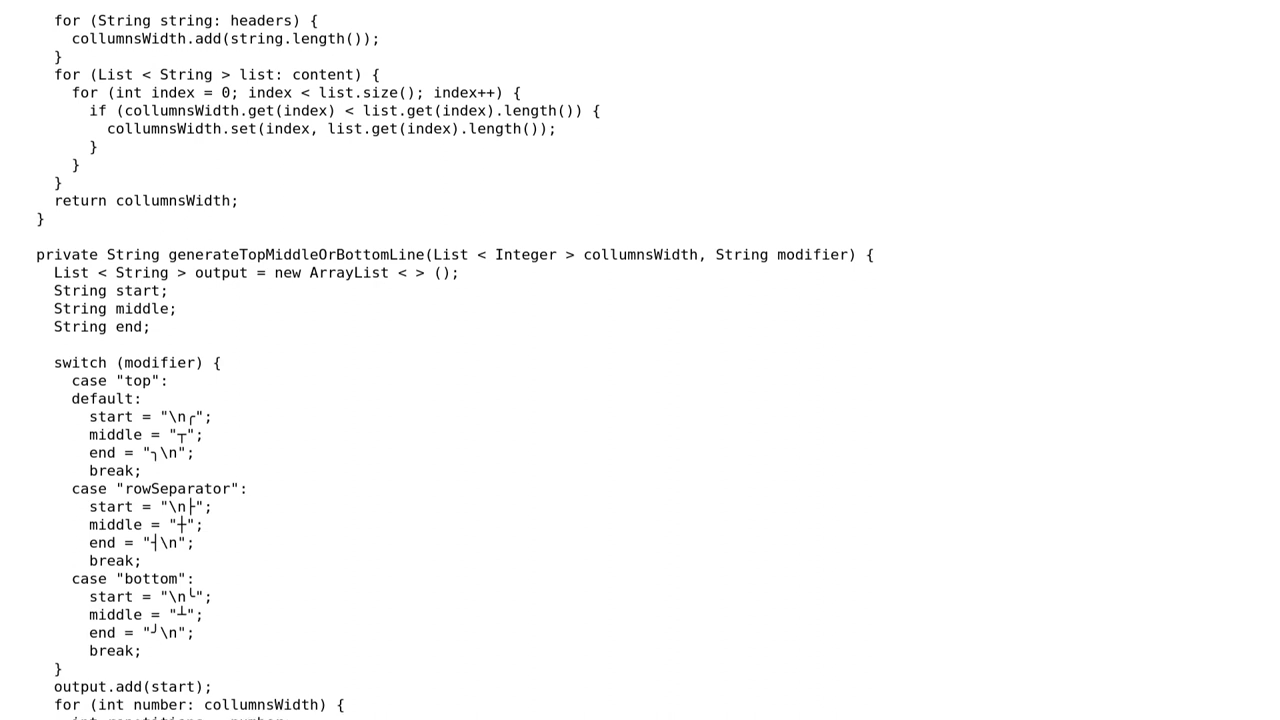 for (String string: headers) {
collumnsWidth.add(string.length());
}
for (List < String > list: content) {
for (int index = 0; index < list.size(); index++) {
if (collumnsWidth.get(index) < list.get(index).length()) {
collumnsWidth.set(index, list.get(index).length());
}
}
}
return collumnsWidth;
}
private String generateTopMiddleOrBottomLine(List < Integer > collumnsWidth, String modifier) {
List < String > output = new ArrayList < > ();
String start;
String middle;
String end;
switch (modifier) {
case "top":
default:
start = "\n╭";
middle = "┬";
end = "╮\n";
break;
case "rowSeparator":
start = "\n├";
middle = "┼";
end = "┤\n";
break;
case "bottom":
start = "\n╰";
middle = "┴";
end = "╯\n";
break;
}
output.add(start);
for (int number: collumnsWidth) {